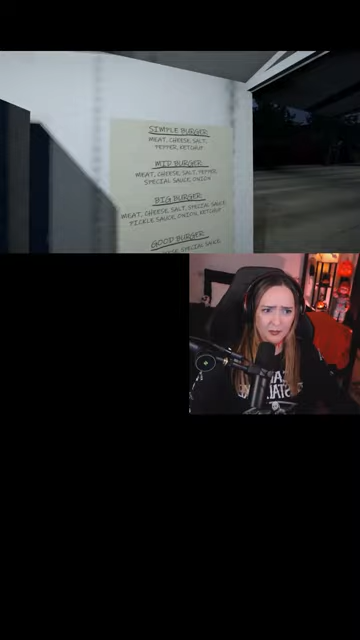 SIMPLE BURGER
MEAT, CHEESE, SALT,
PEPPER, KETCHUP
MID BURGER
MEAT, CHEESE, SALT, PEPPER,
SPECIAL SAUCE, ONION
BIG BURGER
MEAT, CHEESE, SALT, SPECIAL SAUCE
PICKLE SAUCE, ONION, KETCHUP
GOOD BURGER
SPECIAL SAUCE,